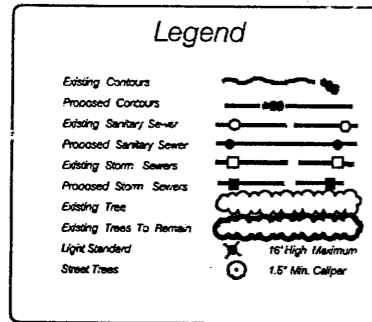 Legend
Existing Contours
Proposed Contours
Existing Sanitary Sewer
Proposed Sanitary Sewer
Existing Storm Sewers
Proposed Storm Sewers
Existing Tree
Existing Trees To Remain
Light Standard 16' High Maximum
Street Trees 1.5" Min. Caliper